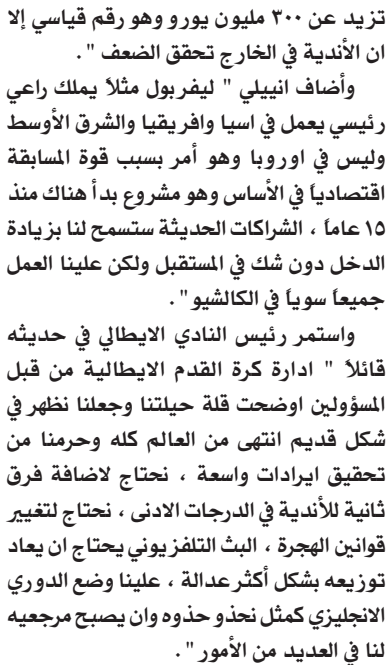 تزيد عن ٣٠٠ مليون يورو وهو رقم قياسي إلا
ان الأندية في الخارج تحقق الضعف " .
وأضاف انييلي " ليفربول مثلاً يملك راعي
رئيسي يعمل في اسيا وافريقيا والشرق الأوسط
وليس في اوروبا وهو أمر بسبب قوة المسابقة
اقتصادياً في الأساس وهو مشروع بدأ هناك منذ
١٥ عاماً ، الشراكات الحديثة ستسمح لنا بزيادة
الدخل دون شك في المستقبل ولكن علينا العمل
جميعاً سوياً في الكالشيو " .
واستمر رئيس النادي الايطالي في حديثه
قائلاً " ادارة كرة القدم الايطالية من قبل
المسؤولين اوضحت قلة حيلتنا وجعلنا نظهر في
شكل قديم انتهى من العالم كله وحرمنا من
تحقيق ايرادات واسعة ، نحتاج لاضافة فرق
ثانية للأندية في الدرجات الادنى ، نحتاج لتغيير
قوانين الهجرة ، البث التلفزيوني يحتاج ان يعاد
توزيعه بشكل أكثر عدالة ، علينا وضع الدوري
الانجليزي كمثل نحذو حذوه وان يصبح مرجعيه
لنا في العديد من الأمور " .